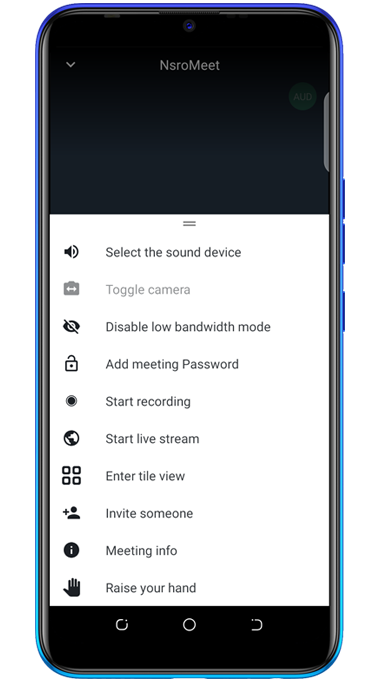 NsroMeet
AUD
Select the sound device
Toggle camera
Disable low bandwidth mode
Add meeting Password
Start recording
Start live stream
Enter tile view
Invite someone
Meeting info
Raise your hand